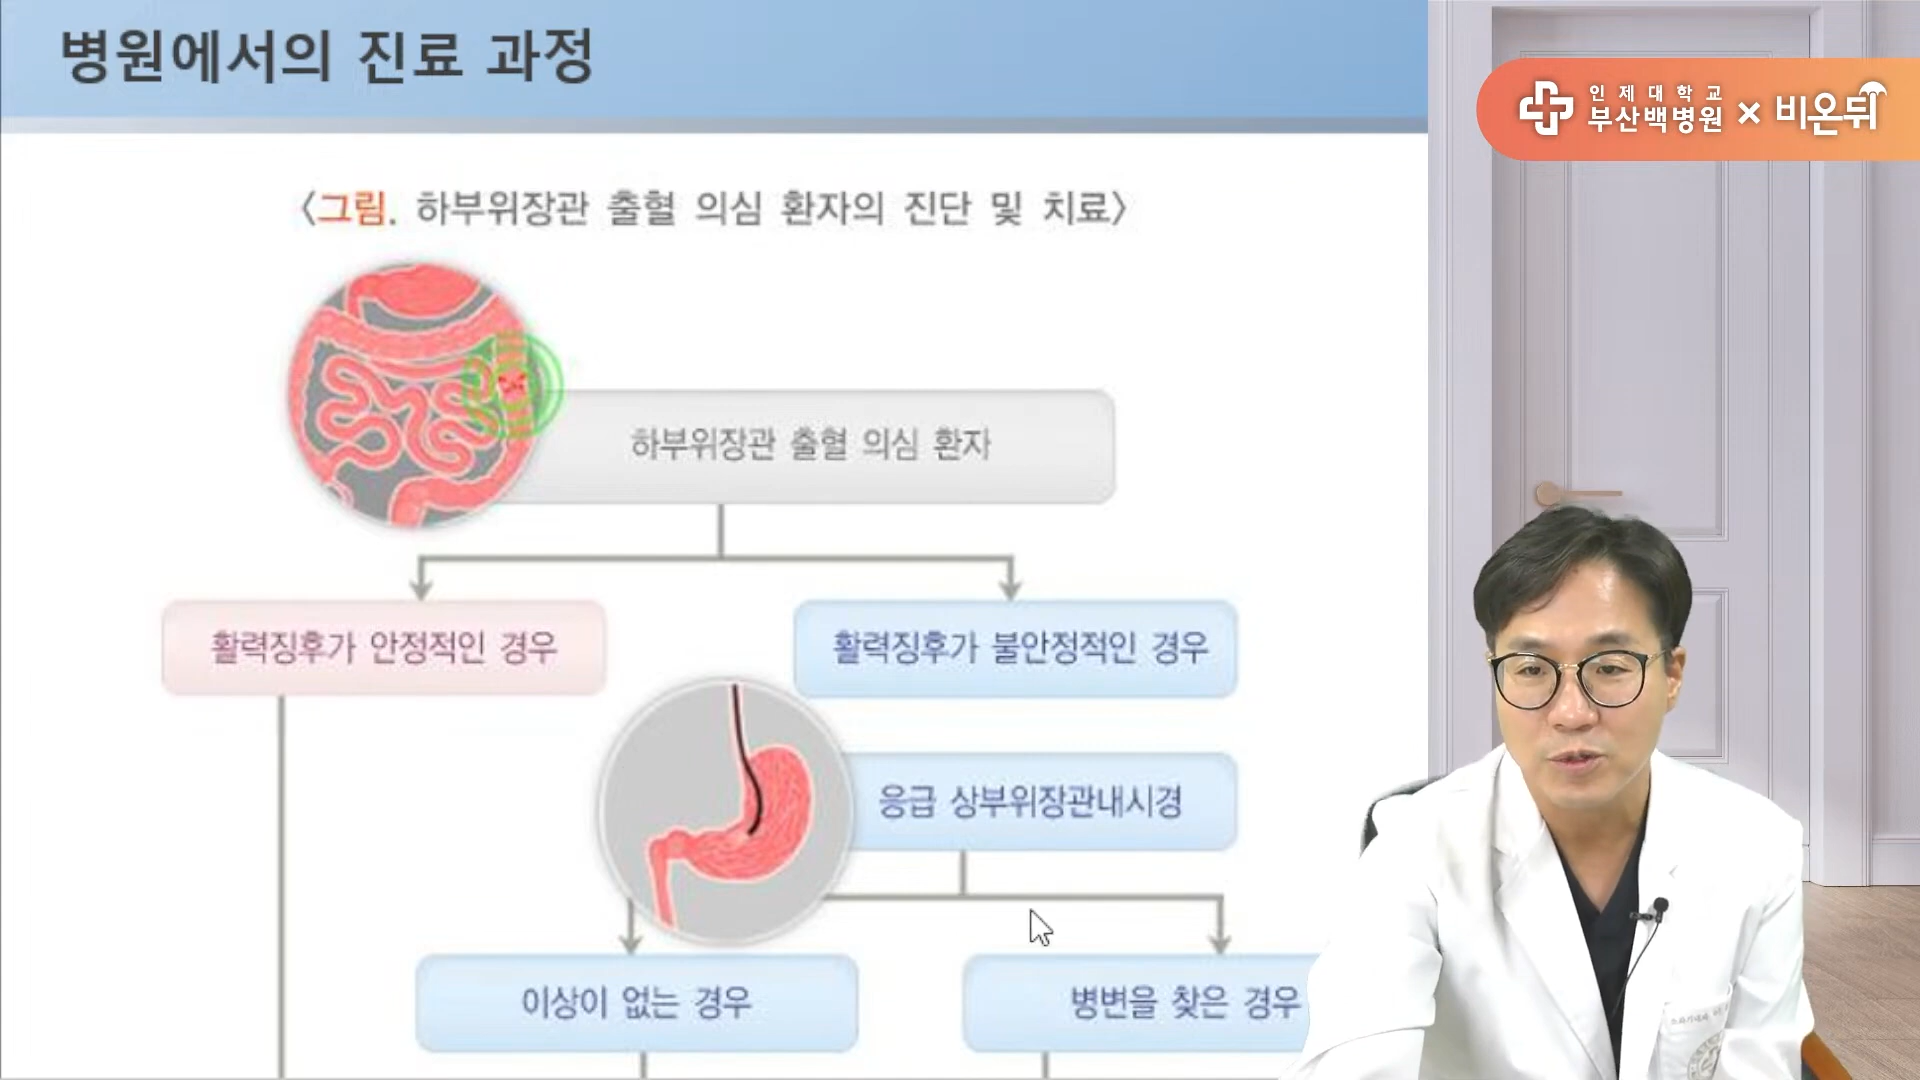 병원에서의 진료 과정
인제대학교
부산백병원 × 비온뒤
<그림. 하부위장관 출혈 의심 환자의 진단 및 치료>
하부위장관 출혈 의심 환자
활력징후가 안정적인 경우
활력징후가 불안정적인 경우
응급 상부위장관내시경
이상이 없는 경우
병변을 찾은 경우